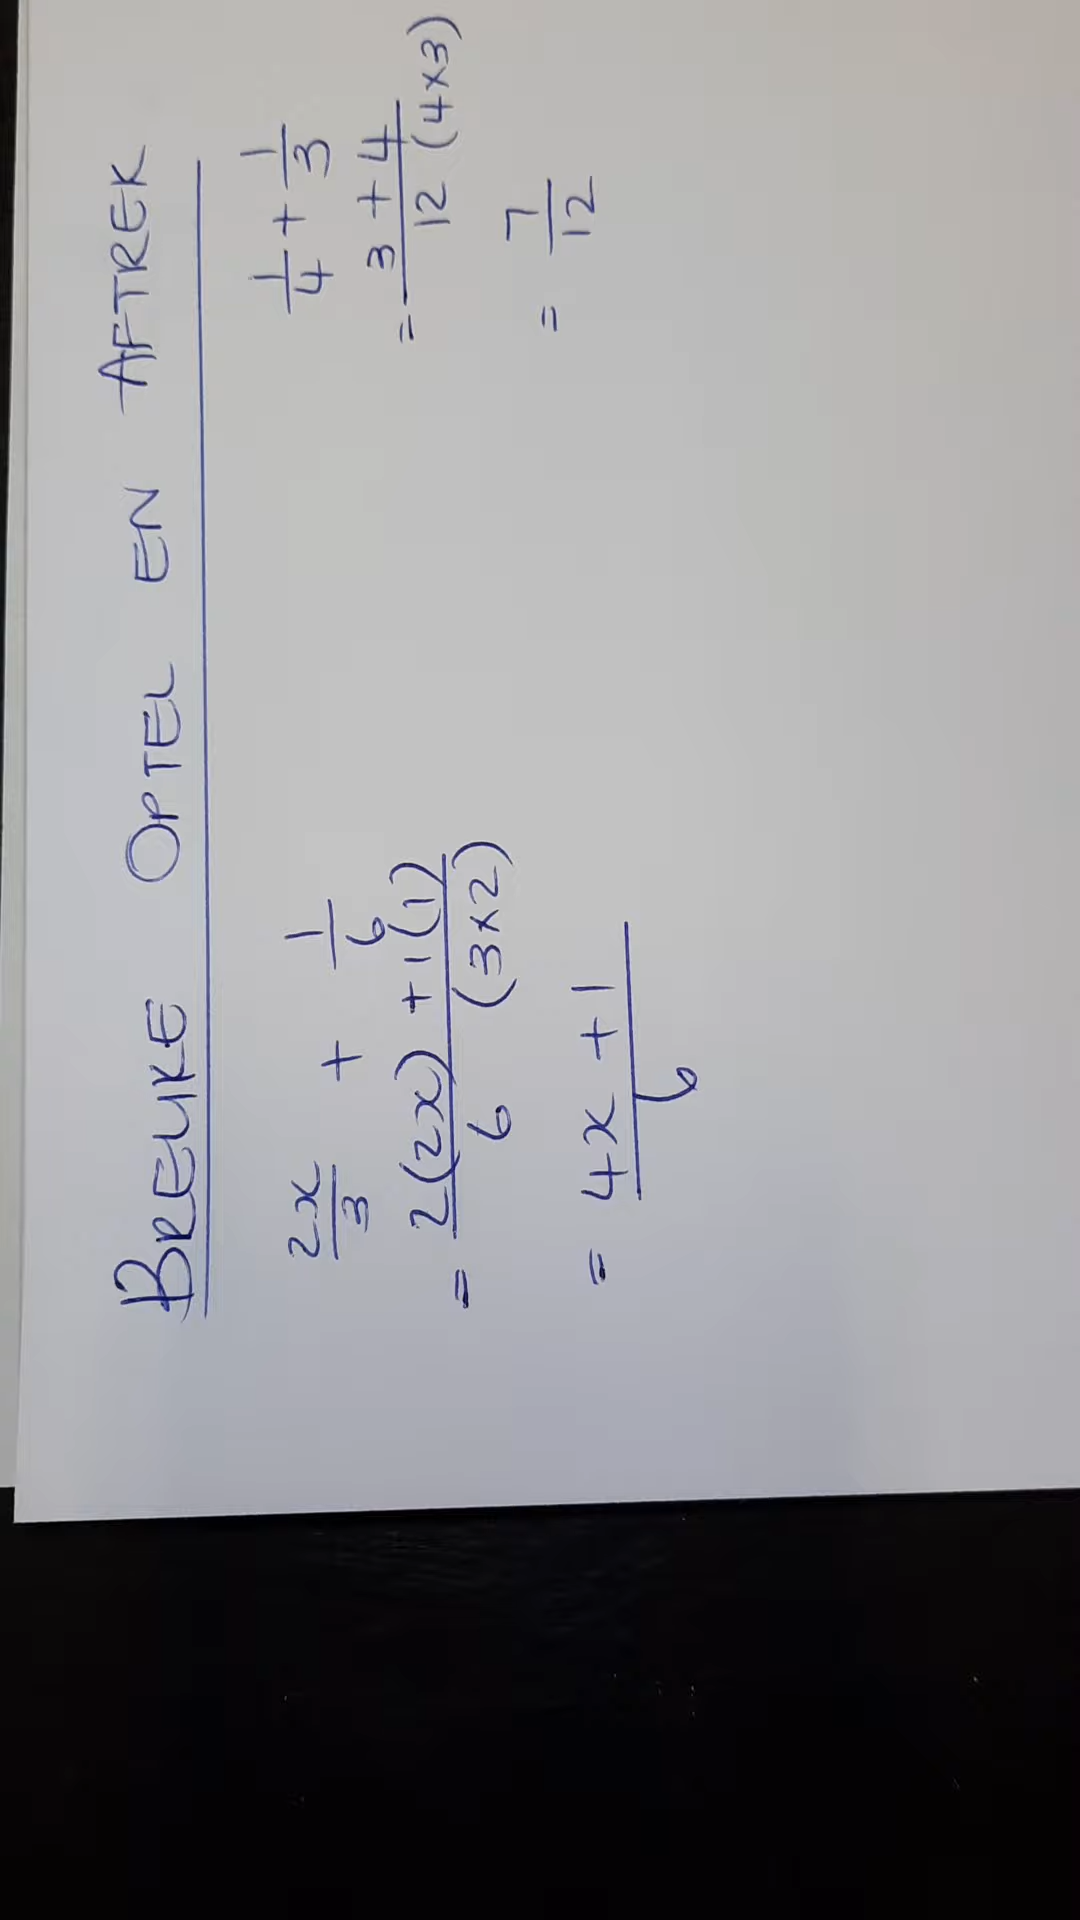 BREUKE OPTEL EN AFTREK
2x/3 + 1/6
= 2(2x) + 1(1) / 6 (3×2)
= 4x + 1 / 6
1/4 + 1/3
= 3 + 4 / 12 (4×3)
= 7/12